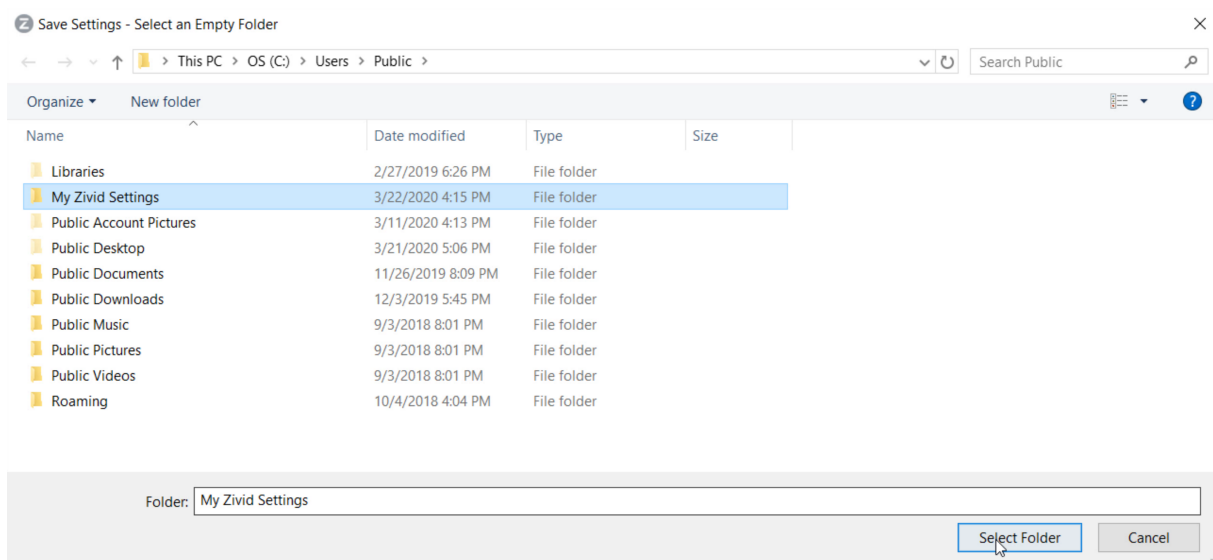 Save Settings - Select an Empty Folder
This PC > OS (C:) > Users > Public > Search Public
Organize New folder ?
Name Date modified Type Size
Libraries 2/27/2019 6:26 PM File folder
My Zivid Settings 3/22/2020 4:15 PM File folder
Public Account Pictures 3/11/2020 4:13 PM File folder
Public Desktop 3/21/2020 5:06 PM File folder
Public Documents 11/26/2019 8:09 PM File folder
Public Downloads 12/3/2019 5:45 PM File folder
Public Music 9/3/2018 8:01 PM File folder
Public Pictures 9/3/2018 8:01 PM File folder
Public Videos 9/3/2018 8:01 PM File folder
Roaming 10/4/2018 4:04 PM File folder
Folder: My Zivid Settings
Select Folder Cancel